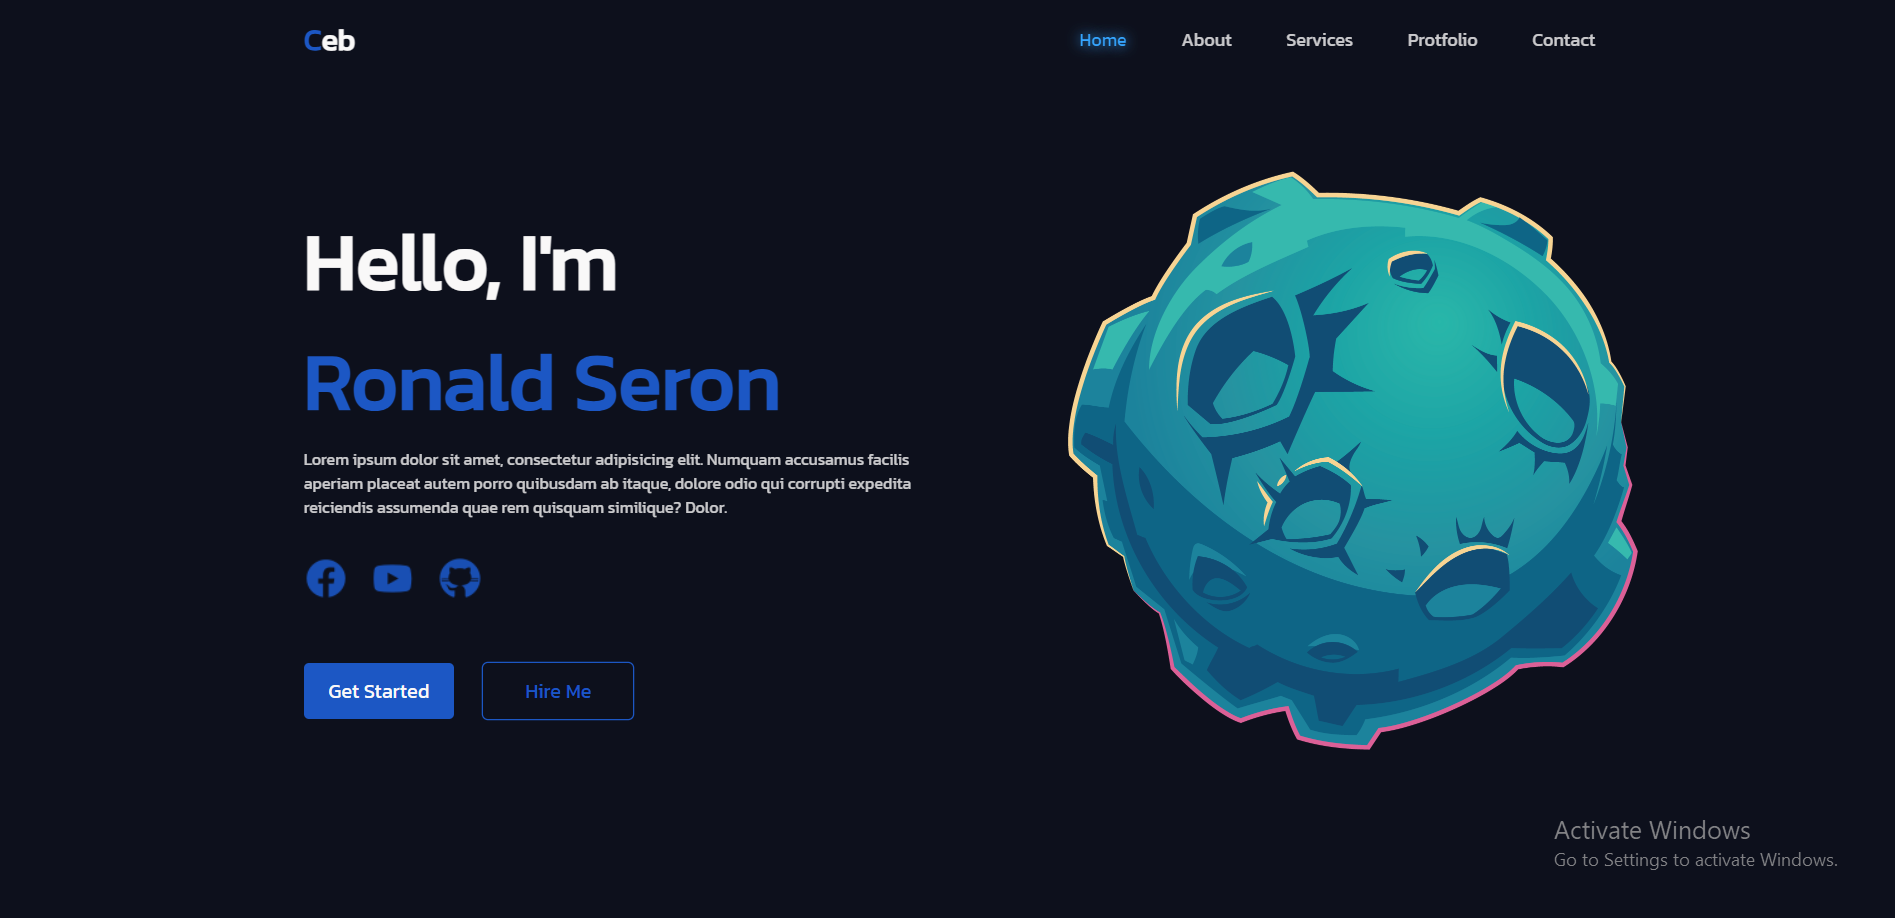 Ceb
Home About Services Protfolio Contact
Hello, I'm
Ronald Seron
Lorem ipsum dolor sit amet, consectetur adipisicing elit. Numquam accusamus facilis
aperiam placeat autem porro quibusdam ab itaque, dolore odio qui corrupti expedita
reiciendis assumenda quae rem quisquam similique? Dolor.
Get Started
Hire Me
Activate Windows
Go to Settings to activate Windows.